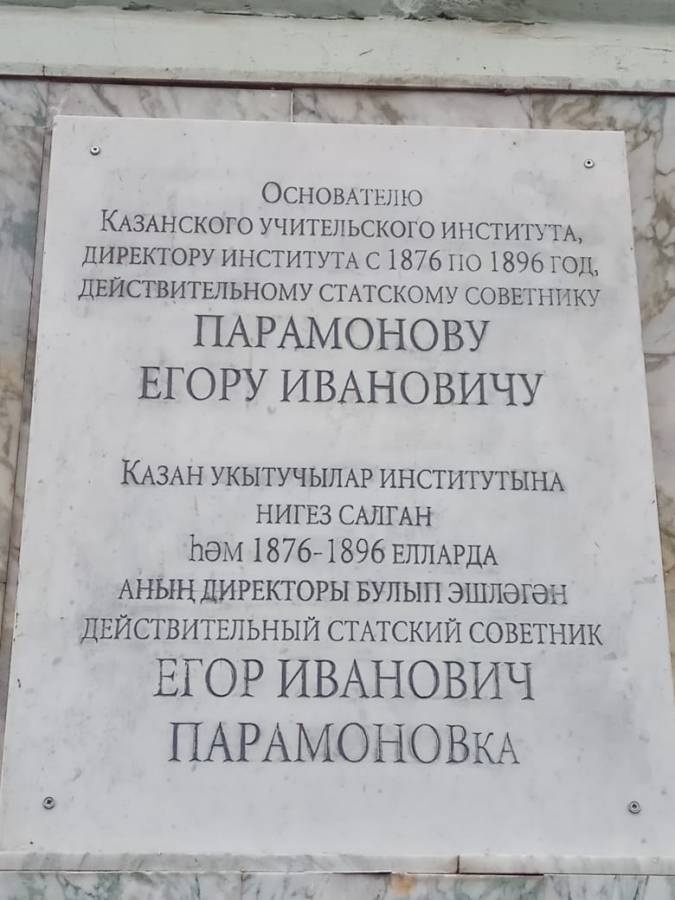 Основателю
Казанского учительского института,
директору института с 1876 по 1896 год,
действительному статскому советнику
ПАРАМОНОВУ
ЕГОРУ ИВАНОВИЧУ
Казан укытучылар институтына
нигез салган
һәм 1876-1896 елларда
аның директоры булып эшләгән
действительный статский советник
ЕГОР ИВАНОВИЧ
ПАРАМОНОВка